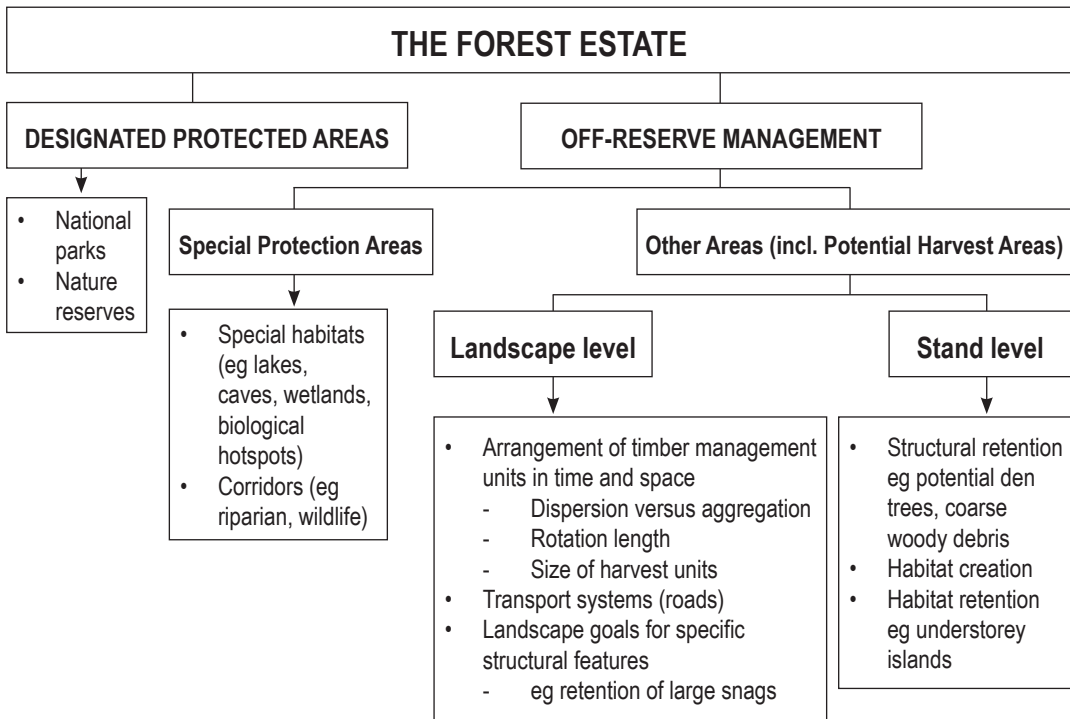 THE FOREST ESTATE
DESIGNATED PROTECTED AREAS
• National
parks
• Nature
reserves
OFF-RESERVE MANAGEMENT
Special Protection Areas
• Special habitats
(eg lakes,
caves, wetlands,
biological
hotspots)
• Corridors (eg
riparian, wildlife)
Other Areas (incl. Potential Harvest Areas)
Landscape level
• Arrangement of timber management
units in time and space
- Dispersion versus aggregation
- Rotation length
- Size of harvest units
• Transport systems (roads)
• Landscape goals for specific
structural features
- eg retention of large snags
Stand level
• Structural retention
eg potential den
trees, coarse
woody debris
• Habitat creation
• Habitat retention
eg understorey
islands